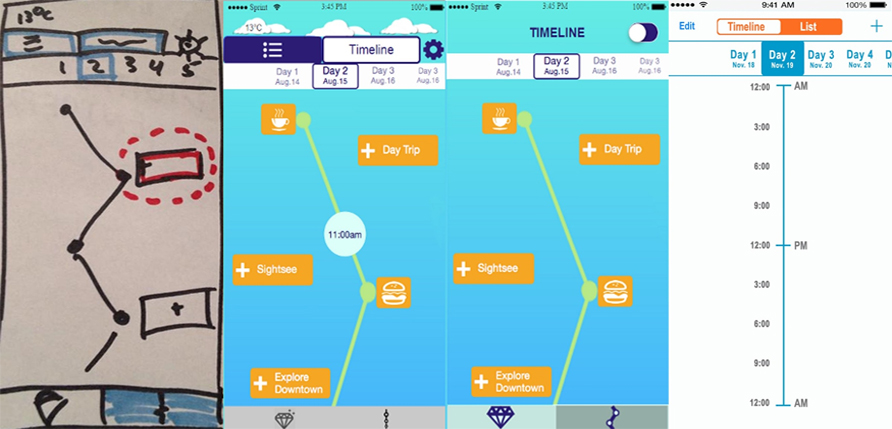 13°C
1 2 3 4 5
+
Sprint 3:45 PM 100%
13°C
Timeline
Day 1 Day 2 Day 3 Day 3
Aug.14 Aug.15 Aug.16 Aug.16
+ Day Trip
11:00am
+ Sightsee
+ Explore
Downtown
Sprint 3:45 PM 100%
TIMELINE
Day 1 Day 2 Day 3 Day 3
Aug.14 Aug.15 Aug.16 Aug.16
+ Day Trip
+ Sightsee
+ Explore
Downtown
9:41 AM 100%
Edit Timeline List +
Day 1 Day 2 Day 3 Day 4 D
Nov. 18 Nov. 19 Nov. 20 Nov. 20
12:00 AM
3:00
6:00
9:00
12:00 PM
3:00
6:00
9:00
12:00 AM